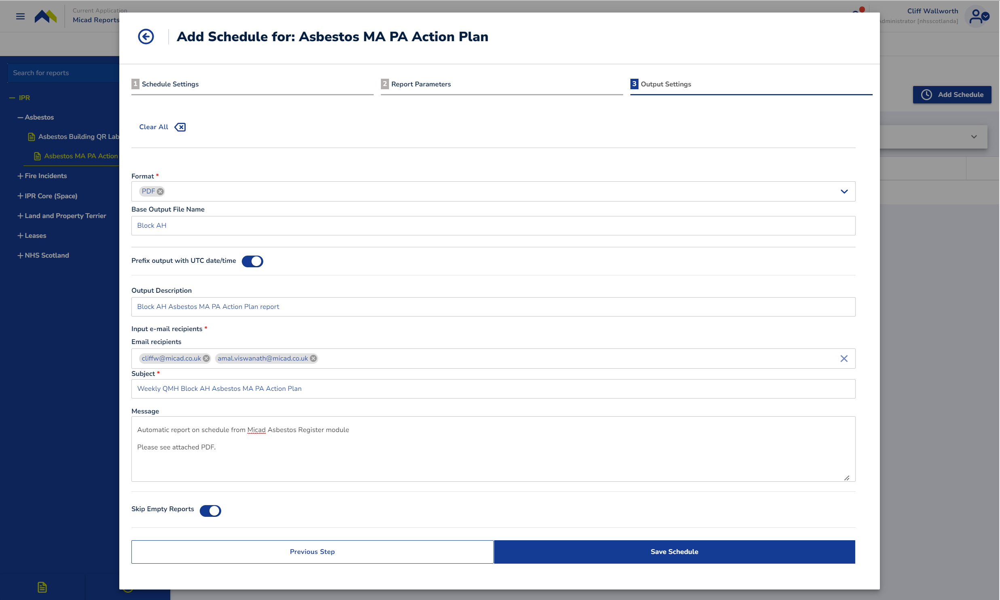 Current Application
Micad Reports
Cliff Wallworth
Administrator [nhsscotlanda]
Add Schedule for: Asbestos MA PA Action Plan
Search for reports
IPR
Asbestos
Asbestos Building QR Lab
Asbestos MA PA Action
Fire Incidents
IPR Core (Space)
Land and Property Terrier
Leases
NHS Scotland
1 Schedule Settings
2 Report Parameters
3 Output Settings
Add Schedule
Clear All
Format *
PDF
Base Output File Name
Block AH
Prefix output with UTC date/time
Output Description
Block AH Asbestos MA PA Action Plan report
Input e-mail recipients *
Email recipients
cliffw@micad.co.uk amal.viswanath@micad.co.uk
Subject *
Weekly QMH Block AH Asbestos MA PA Action Plan
Message
Automatic report on schedule from Micad Asbestos Register module
Please see attached PDF.
Skip Empty Reports
Previous Step
Save Schedule